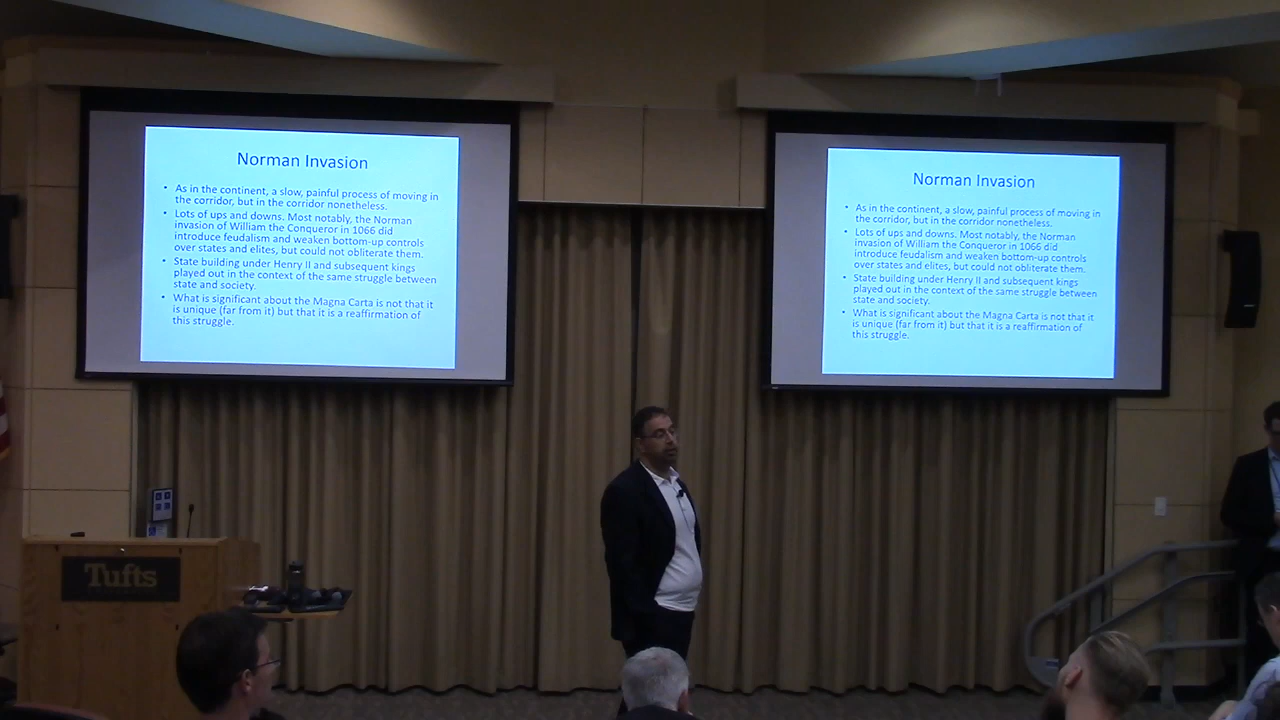 Norman Invasion
• As in the continent, a slow, painful process of moving in
the corridor, but in the corridor nonetheless.
• Lots of ups and downs. Most notably, the Norman
invasion of William the Conqueror in 1066 did
introduce feudalism and weaken bottom-up controls
over states and elites, but could not obliterate them.
• State building under Henry II and subsequent kings
played out in the context of the same struggle between
state and society.
• What is significant about the Magna Carta is not that it
is unique (far from it) but that it is a reaffirmation of
this struggle.
Norman Invasion
• As in the continent, a slow, painful process of moving in
the corridor, but in the corridor nonetheless.
• Lots of ups and downs. Most notably, the Norman
invasion of William the Conqueror in 1066 did
introduce feudalism and weaken bottom-up controls
over states and elites, but could not obliterate them.
• State building under Henry II and subsequent kings
played out in the context of the same struggle between
state and society.
• What is significant about the Magna Carta is not that it
is unique (far from it) but that it is a reaffirmation of
this struggle.
Tufts